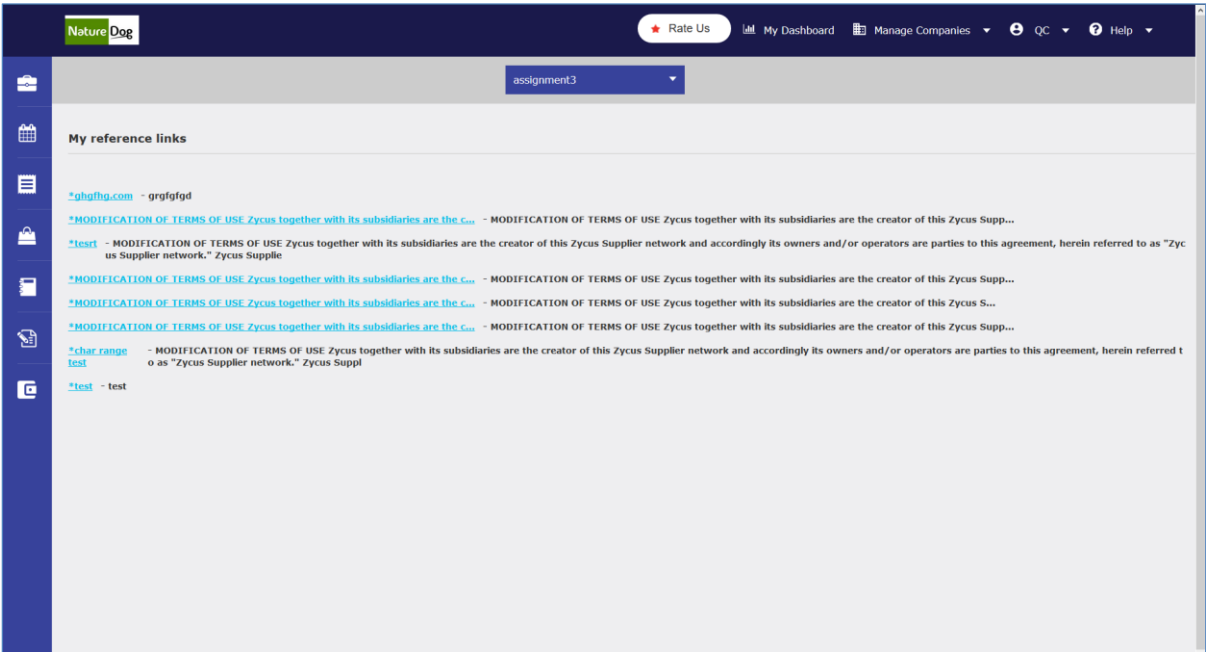 Nature Dog
Rate Us
My Dashboard
Manage Companies
QC
Help
assignment3
My reference links
*ghgfhg.com - grgfgfgd
*MODIFICATION OF TERMS OF USE Zycus together with its subsidiaries are the c... - MODIFICATION OF TERMS OF USE Zycus together with its subsidiaries are the creator of this Zycus Supp...
*tesrt - MODIFICATION OF TERMS OF USE Zycus together with its subsidiaries are the creator of this Zycus Supplier network and accordingly its owners and/or operators are parties to this agreement, herein referred to as "Zyc
us Supplier network." Zycus Supplie
*MODIFICATION OF TERMS OF USE Zycus together with its subsidiaries are the c... - MODIFICATION OF TERMS OF USE Zycus together with its subsidiaries are the creator of this Zycus Supp...
*MODIFICATION OF TERMS OF USE Zycus together with its subsidiaries are the c... - MODIFICATION OF TERMS OF USE Zycus together with its subsidiaries are the creator of this Zycus S...
*MODIFICATION OF TERMS OF USE Zycus together with its subsidiaries are the c... - MODIFICATION OF TERMS OF USE Zycus together with its subsidiaries are the creator of this Zycus Supp...
*char range - MODIFICATION OF TERMS OF USE Zycus together with its subsidiaries are the creator of this Zycus Supplier network and accordingly its owners and/or operators are parties to this agreement, herein referred t
test o as "Zycus Supplier network." Zycus Suppl
*test - test